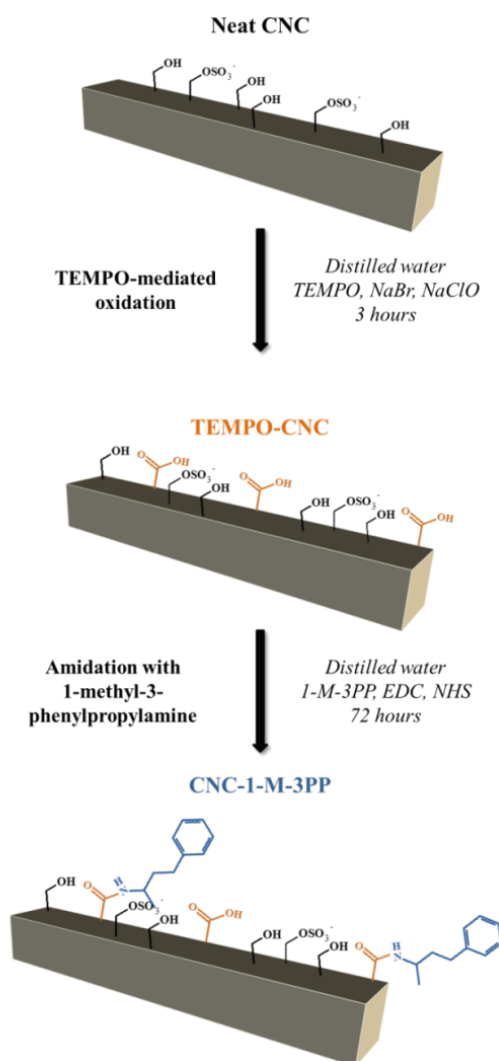 Neat CNC
OH
OSO3-
OH
OH
OSO3-
OH
TEMPO-mediated
oxidation
Distilled water
TEMPO, NaBr, NaClO
3 hours
TEMPO-CNC
OH
O
OH
OSO3-
OH
O
OH
OH
OSO3-
OH
O
OH
Amidation with
1-methyl-3-
phenylpropylamine
Distilled water
1-M-3PP, EDC, NHS
72 hours
CNC-1-M-3PP
OH
O
H
N
OSO3-
OH
O
OH
OH
OSO3-
OH
O
H
N